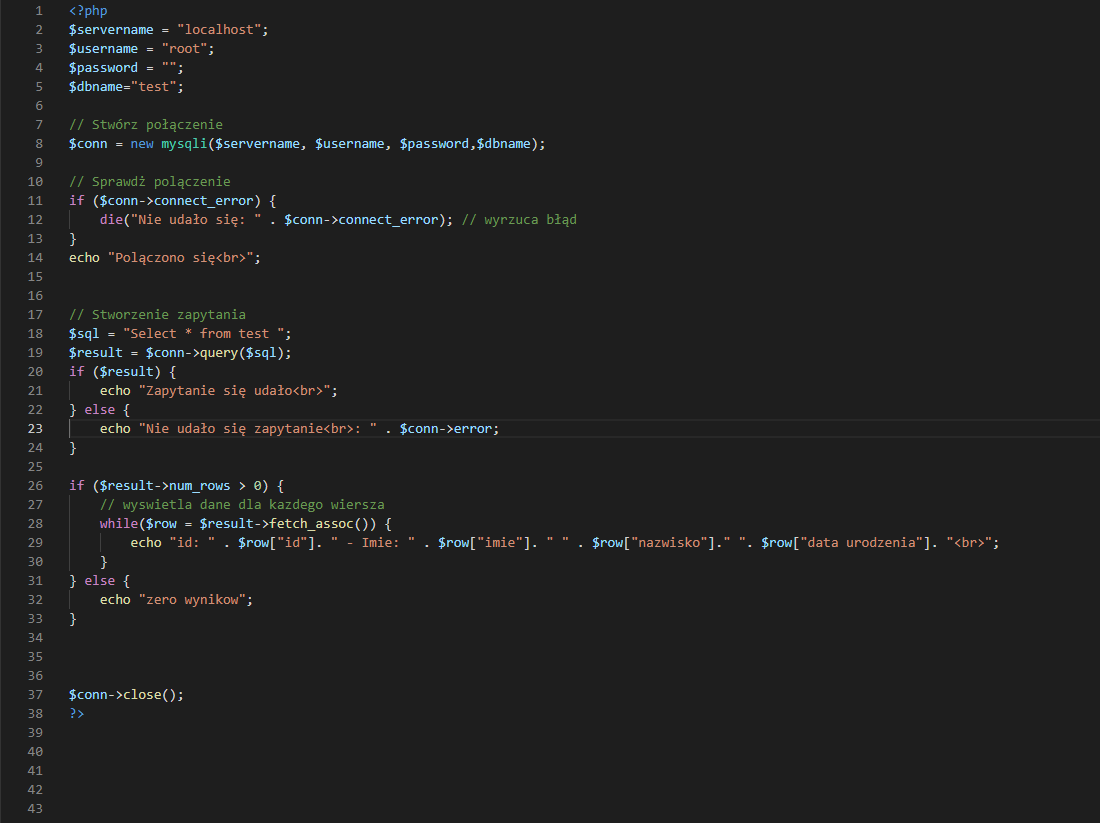 1 <?php
2 $servername = "localhost";
3 $username = "root";
4 $password = "";
5 $dbname="test";
6
7 // Stwórz połączenie
8 $conn = new mysqli($servername, $username, $password,$dbname);
9
10 // Sprawdż polączenie
11 if ($conn->connect_error) {
12 die("Nie udało się: " . $conn->connect_error); // wyrzuca błąd
13 }
14 echo "Polączono się<br>";
15
16
17 // Stworzenie zapytania
18 $sql = "Select * from test ";
19 $result = $conn->query($sql);
20 if ($result) {
21 echo "Zapytanie się udało<br>";
22 } else {
23 echo "Nie udało się zapytanie<br>: " . $conn->error;
24 }
25
26 if ($result->num_rows > 0) {
27 // wyswietla dane dla kazdego wiersza
28 while($row = $result->fetch_assoc()) {
29 echo "id: " . $row["id"]. " - Imie: " . $row["imie"]. " " . $row["nazwisko"]." ". $row["data urodzenia"]. "<br>";
30 }
31 } else {
32 echo "zero wynikow";
33 }
34
35
36
37 $conn->close();
38 ?>
39
40
41
42
43